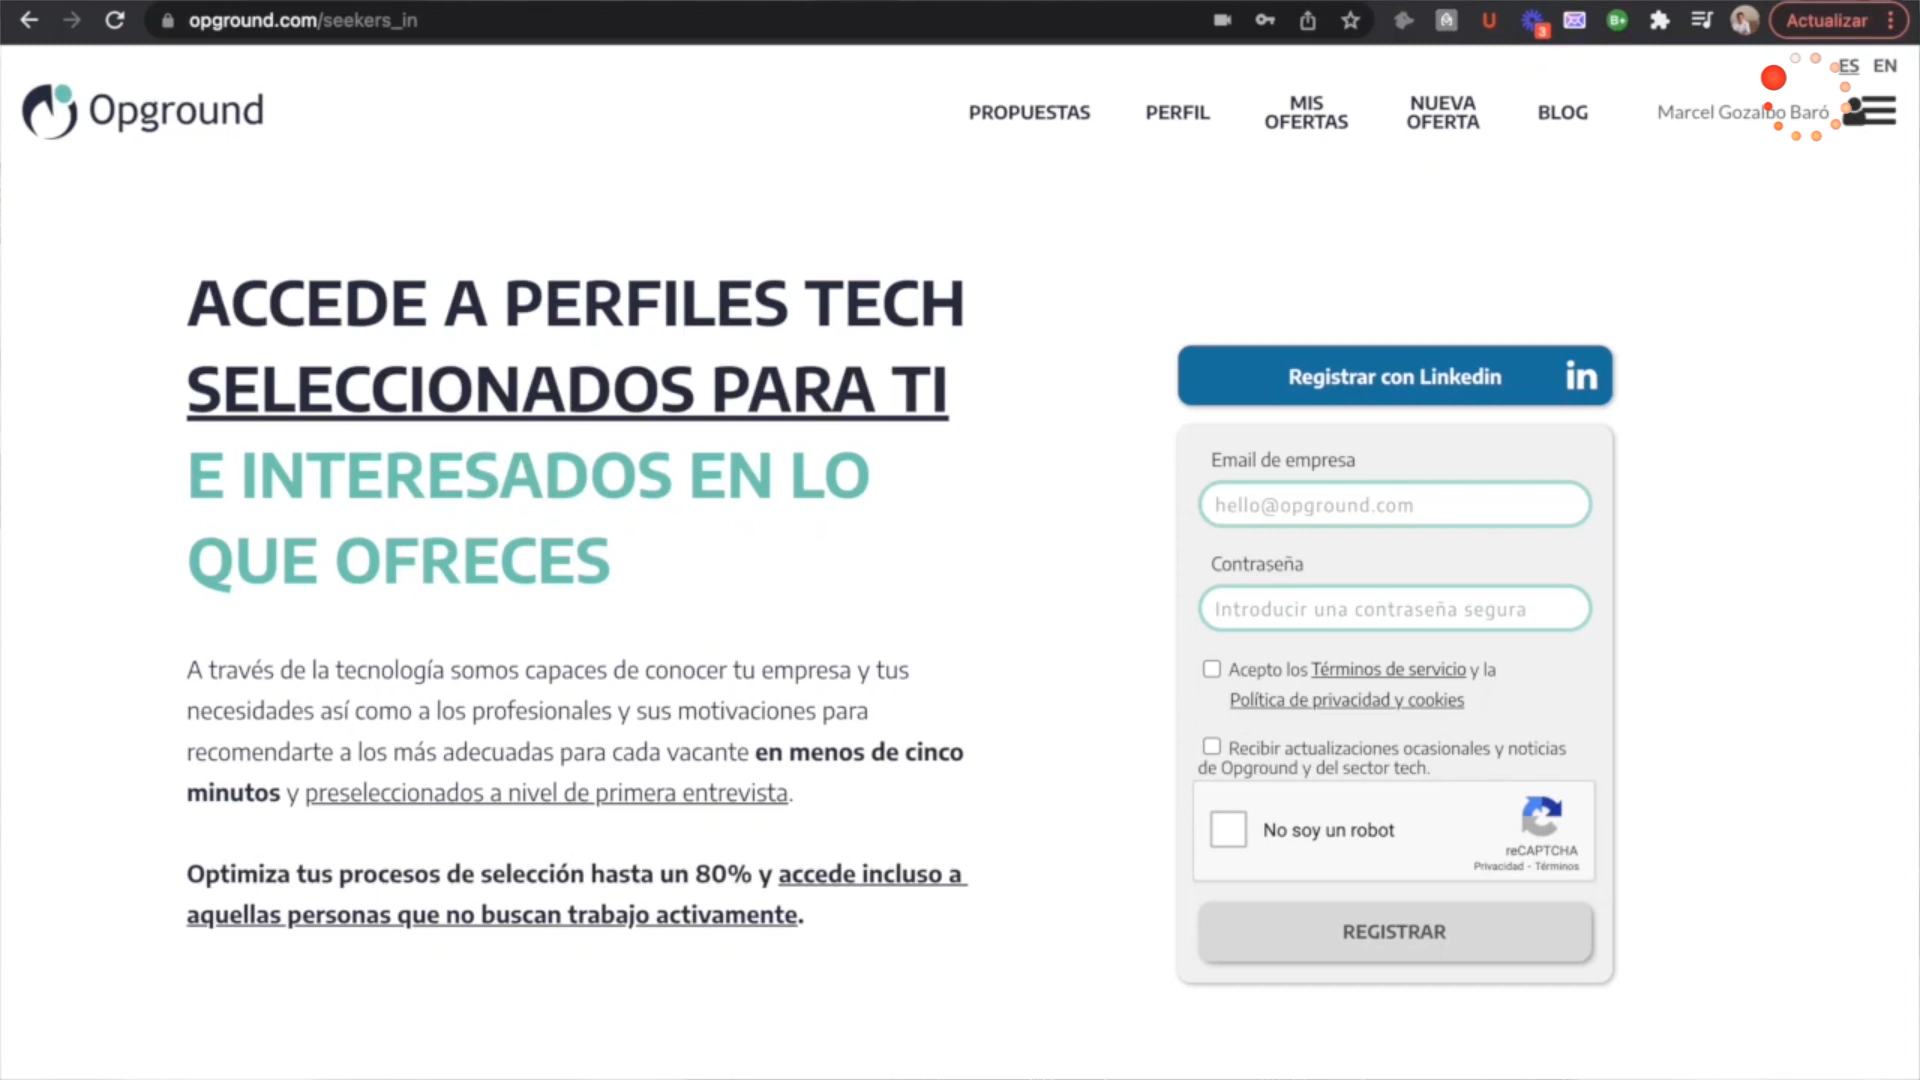 opground.com/seekers_in
3
B+
Actualizar
ES EN
Opground
PROPUESTAS
PERFIL
MIS
OFERTAS
NUEVA
OFERTA
BLOG
Marcel Gozalbo Baró
ACCEDE A PERFILES TECH
SELECCIONADOS PARA TI
E INTERESADOS EN LO
QUE OFRECES
A través de la tecnología somos capaces de conocer tu empresa y tus
necesidades así como a los profesionales y sus motivaciones para
recomendarte a los más adecuadas para cada vacante en menos de cinco
minutos y preseleccionados a nivel de primera entrevista.
Optimiza tus procesos de selección hasta un 80% y accede incluso a
aquellas personas que no buscan trabajo activamente.
Registrar con Linkedin in
Email de empresa
hello@opground.com
Contraseña
Introducir una contraseña segura
Acepto los Términos de servicio y la
Política de privacidad y cookies
Recibir actualizaciones ocasionales y noticias
de Opground y del sector tech.
No soy un robot
reCAPTCHA
Privacidad - Términos
REGISTRAR